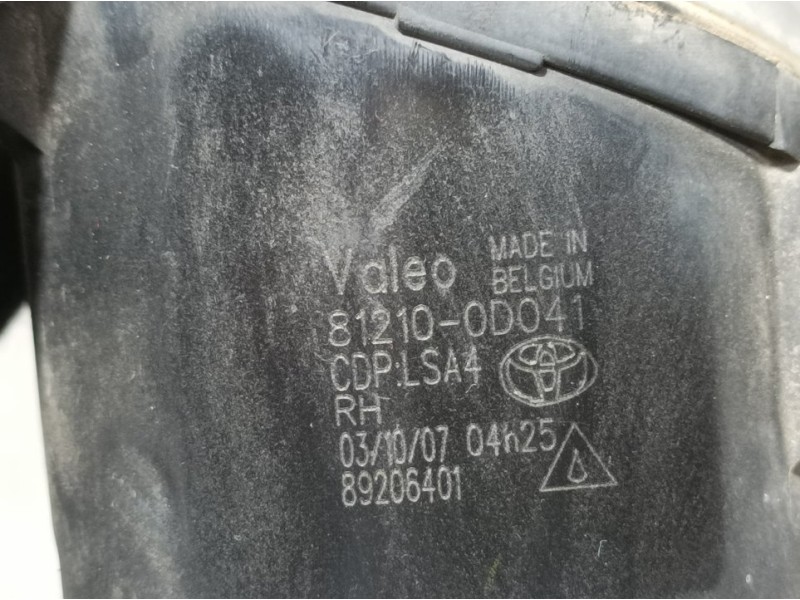 Valeo MADE IN
BELGIUM
81210-0D041
CDP:LSA4
RH
03/10/07 04h25
89206401